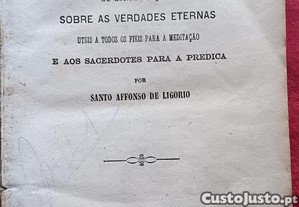 SOBRE AS VERDADES ETERNAS
UTEIS A TODOS OS FIEIS PARA A MEDITAÇÃO
E AOS SACERDOTES PARA A PREDICA
POR
SANTO AFFONSO DE LIGORIO
CustoJusto.pt